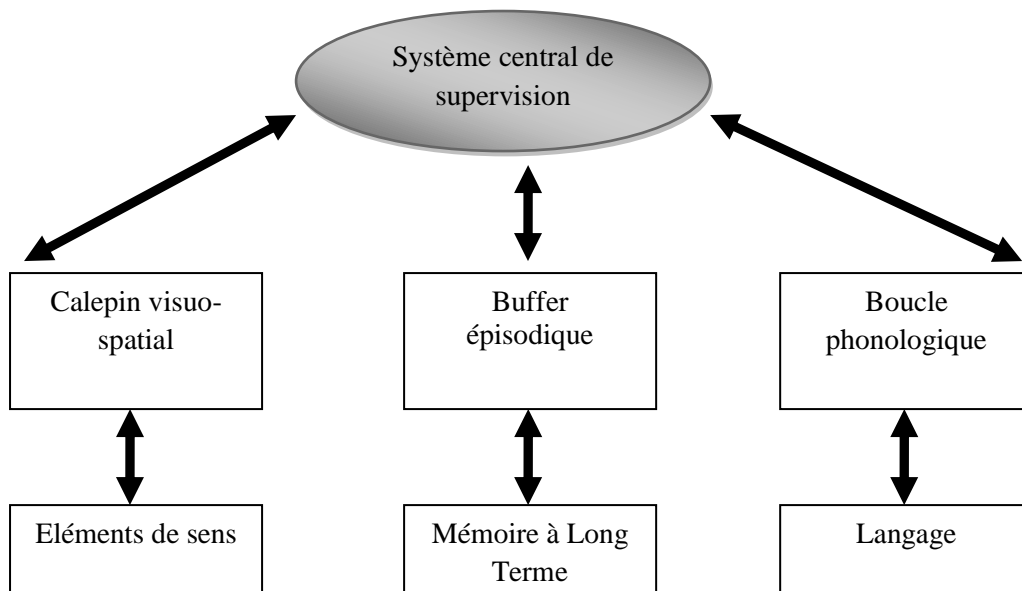 Système central de
supervision
Calepin visuo-
spatial
Buffer
épisodique
Boucle
phonologique
Eléments de sens
Mémoire à Long
Terme
Langage